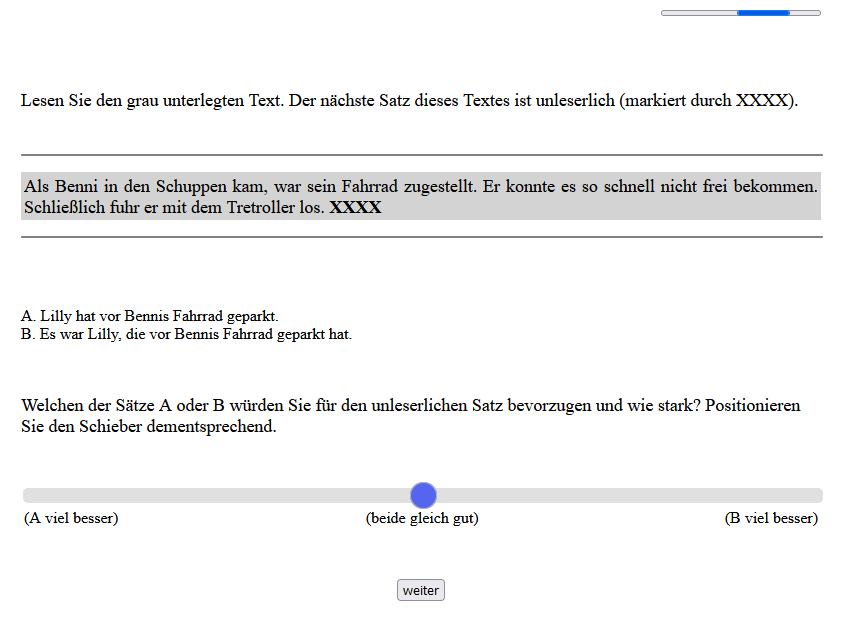 Lesen Sie den grau unterlegten Text. Der nächste Satz dieses Textes ist unleserlich (markiert durch XXXX).
Als Benni in den Schuppen kam, war sein Fahrrad zugestellt. Er konnte es so schnell nicht frei bekommen.
Schließlich fuhr er mit dem Tretroller los. XXXX
A. Lilly hat vor Bennis Fahrrad geparkt.
B. Es war Lilly, die vor Bennis Fahrrad geparkt hat.
Welchen der Sätze A oder B würden Sie für den unleserlichen Satz bevorzugen und wie stark? Positionieren
Sie den Schieber dementsprechend.
(A viel besser) (beide gleich gut) (B viel besser)
weiter